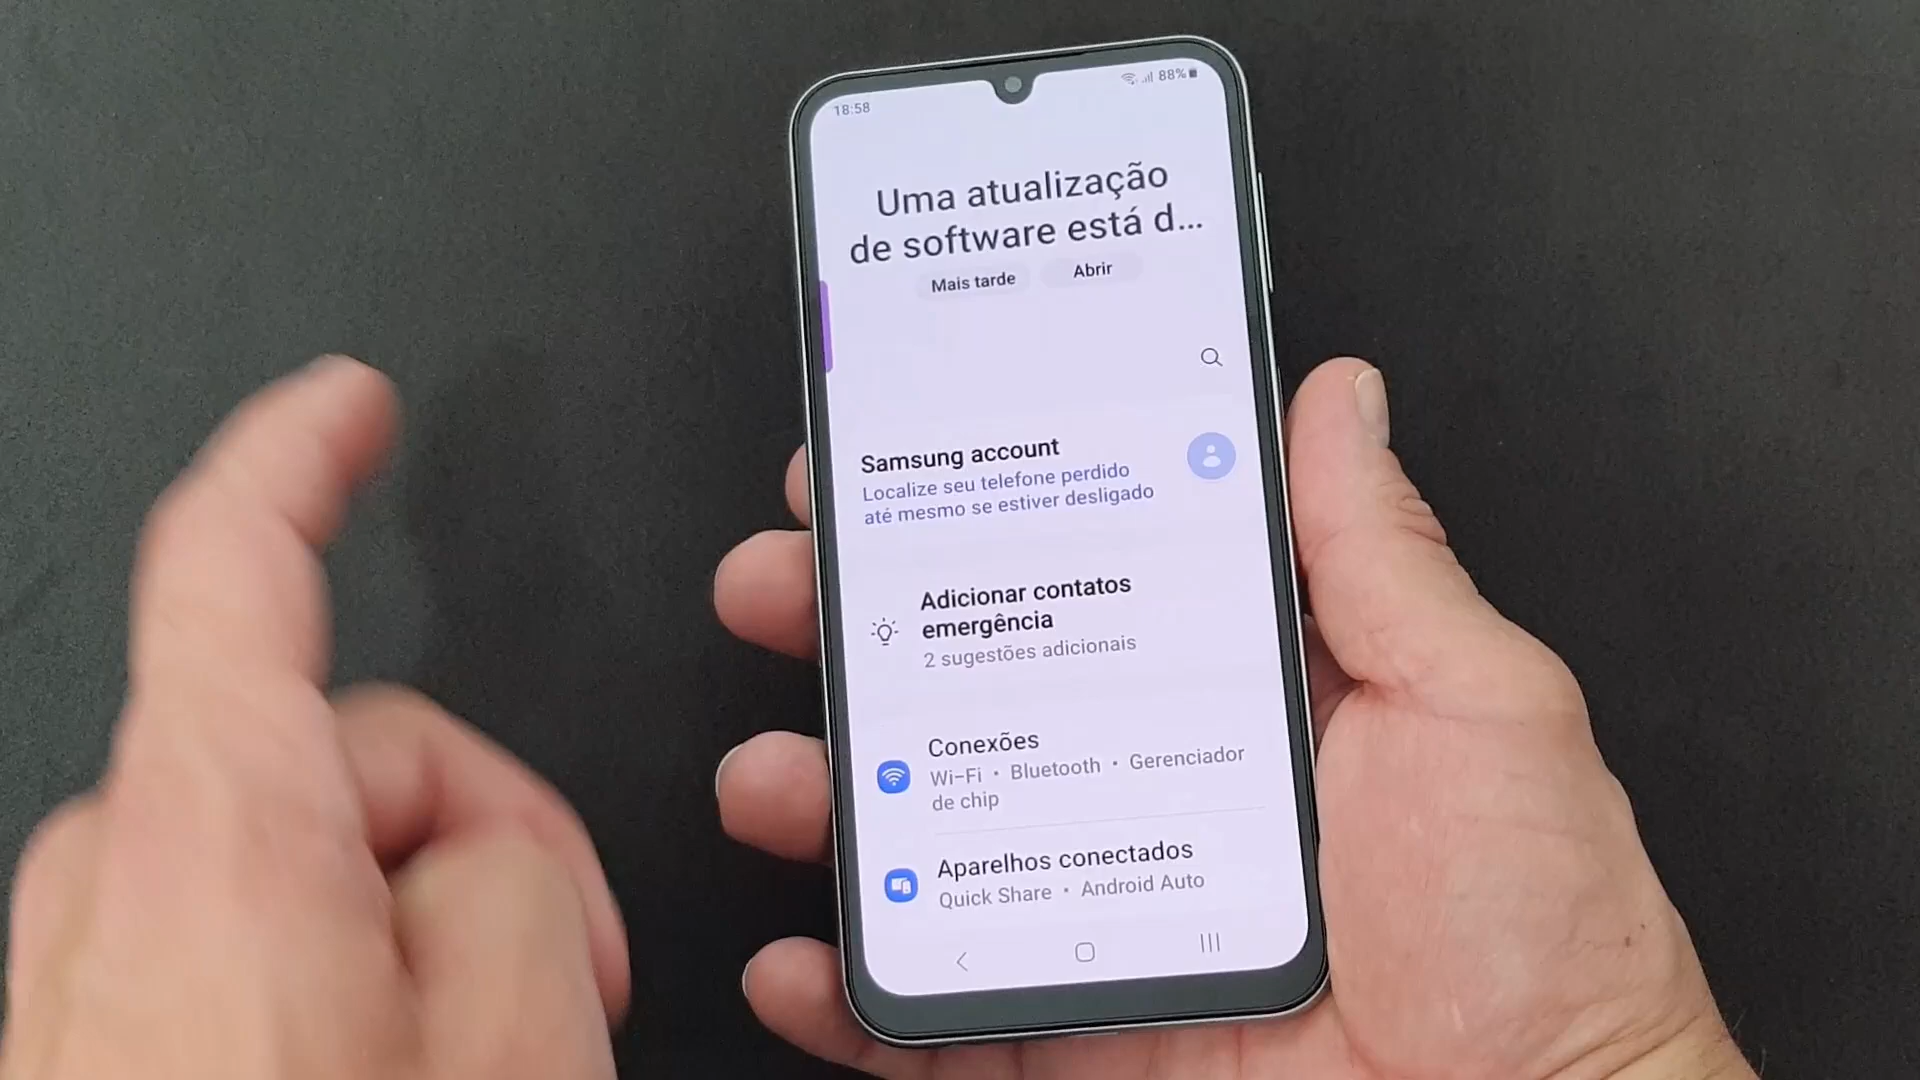 18:58
88%
Uma atualização
de software está d...
Mais tarde
Abrir
Samsung account
Localize seu telefone perdido
até mesmo se estiver desligado
Adicionar contatos
emergência
2 sugestões adicionais
Conexões
Wi-Fi • Bluetooth • Gerenciador
de chip
Aparelhos conectados
Quick Share • Android Auto